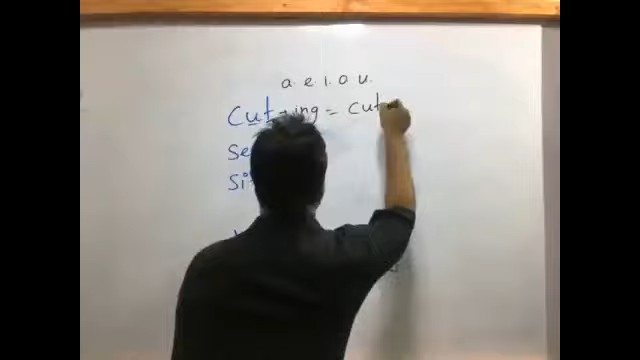 a. e. i. o. u.
Cut + ing = cut
Se
Si